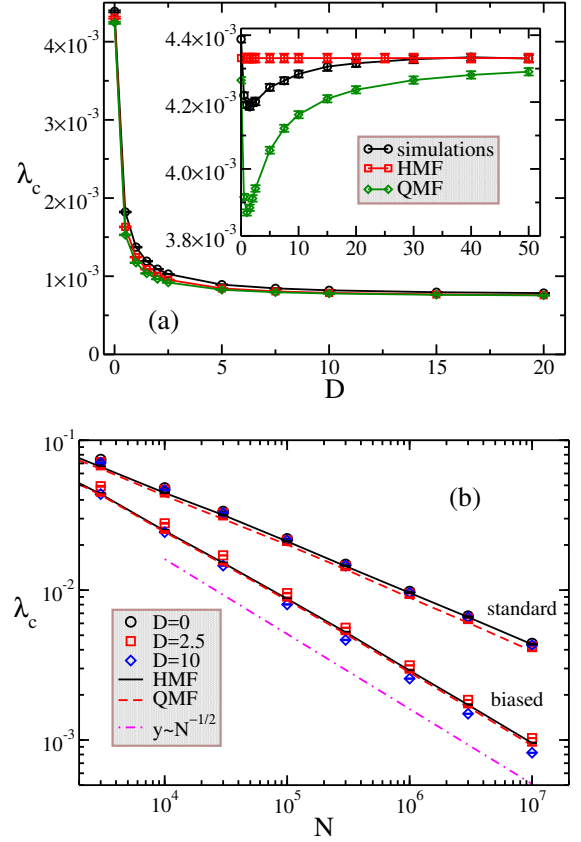 4×10⁻³
3×10⁻³
2×10⁻³
1×10⁻³
0
λc
0 5 10 15 20
D
(a)
4.4×10⁻³
4.2×10⁻³
4.0×10⁻³
3.8×10⁻³
0 10 20 30 40 50
simulations
HMF
QMF
10⁻¹
10⁻²
10⁻³
λc
10⁴ 10⁵ 10⁶ 10⁷
N
(b)
standard
biased
D=0
D=2.5
D=10
HMF
QMF
y~N⁻¹/²